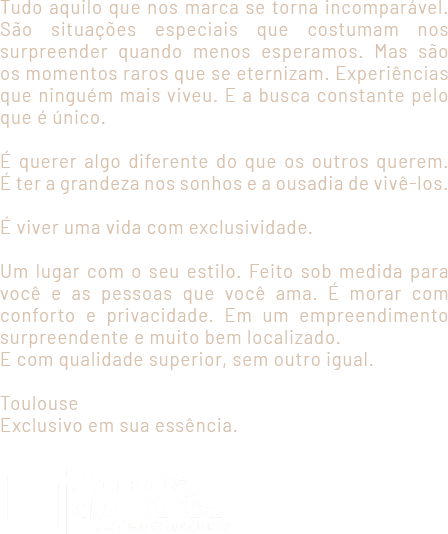 Tudo aquilo que nos marca se torna incomparável.
São situações especiais que costumam nos
surpreender quando menos esperamos. Mas são
os momentos raros que se eternizam. Experiências
que ninguém mais viveu. E a busca constante pelo
que é único.
É querer algo diferente do que os outros querem.
É ter a grandeza nos sonhos e a ousadia de vivê-los.
É viver uma vida com exclusividade.
Um lugar com o seu estilo. Feito sob medida para
você e as pessoas que você ama. É morar com
conforto e privacidade. Em um empreendimento
surpreendente e muito bem localizado.
E com qualidade superior, sem outro igual.
Toulouse
Exclusivo em sua essência.